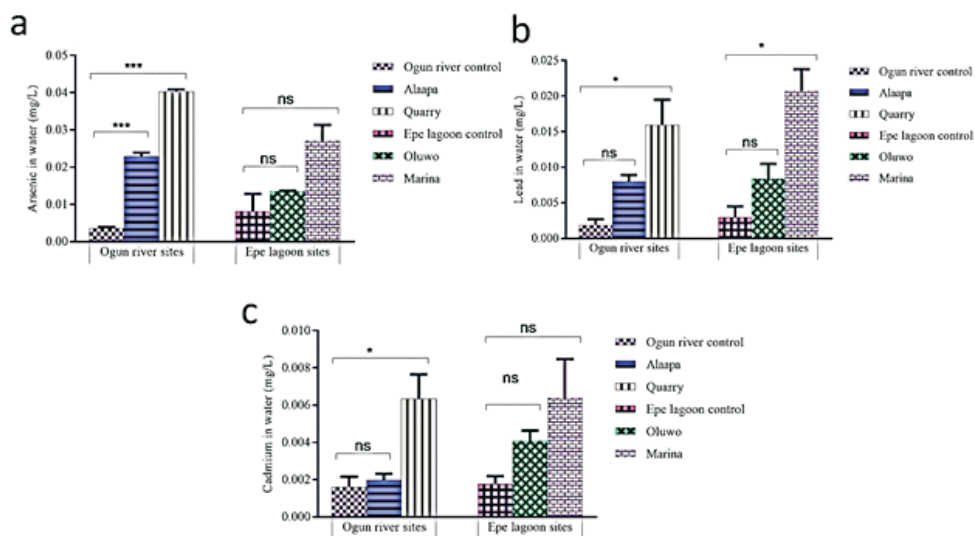 a
Arsenic in water (mg/L)
0.05
0.04
0.03
0.02
0.01
0.00
***
***
ns
ns
Ogun river sites
Epe lagoon sites
Ogun river control
Alaapa
Quarry
Epe lagoon control
Oluwo
Marina
b
Lead in water (mg/L)
0.025
0.020
0.015
0.010
0.005
0.000
*
ns
*
ns
Ogun river sites
Epe lagoon sites
Ogun river control
Alaapa
Quarry
Epe lagoon control
Oluwo
Marina
c
Cadmium in water (mg/L)
0.010
0.008
0.006
0.004
0.002
0.000
*
ns
ns
ns
Ogun river sites
Epe lagoon sites
Ogun river control
Alaapa
Quarry
Epe lagoon control
Oluwo
Marina